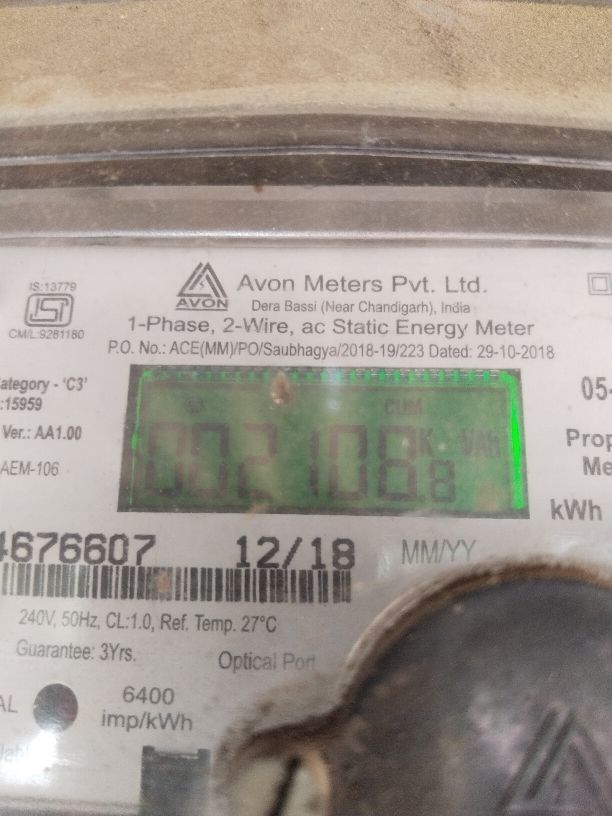 IS:13779
ISI
CM/L:9281180
AVON
Avon Meters Pvt. Ltd.
Dera Bassi (Near Chandigarh), India
1-Phase, 2-Wire, ac Static Energy Meter
P.O. No.: ACE(MM)/PO/Saubhagya/2018-19/223 Dated: 29-10-2018
ategory - 'C3'
:15959
Ver.: AA1.00
AEM-106
CUM
002108.8
K VAh
05-
Prop
Me
kWh
4676607
12/18
MM/YY
240V, 50Hz, CL:1.0, Ref. Temp. 27°C
Guarantee: 3Yrs.
Optical Port
AL
6400
imp/kWh